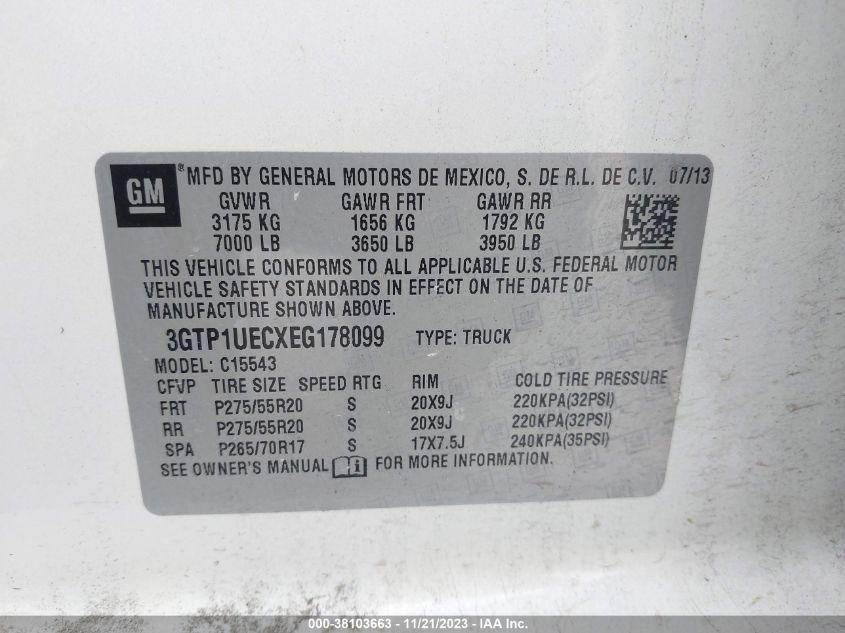 GM ® MFD BY GENERAL MOTORS DE MEXICO, S. DE R.L. DE C.V. 07/13
GVWR GAWR FRT GAWR RR
3175 KG 1656 KG 1792 KG
7000 LB 3650 LB 3950 LB
THIS VEHICLE CONFORMS TO ALL APPLICABLE U.S. FEDERAL MOTOR
VEHICLE SAFETY STANDARDS IN EFFECT ON THE DATE OF
MANUFACTURE SHOWN ABOVE.
3GTP1UECXEG178099 TYPE: TRUCK
MODEL: C15543
CFVP TIRE SIZE SPEED RTG RIM COLD TIRE PRESSURE
FRT P275/55R20 S 20X9J 220KPA(32PSI)
RR P275/55R20 S 20X9J 220KPA(32PSI)
SPA P265/70R17 S 17X7.5J 240KPA(35PSI)
SEE OWNER'S MANUAL FOR MORE INFORMATION.
000-38103663 - 11/21/2023 - IAA Inc.